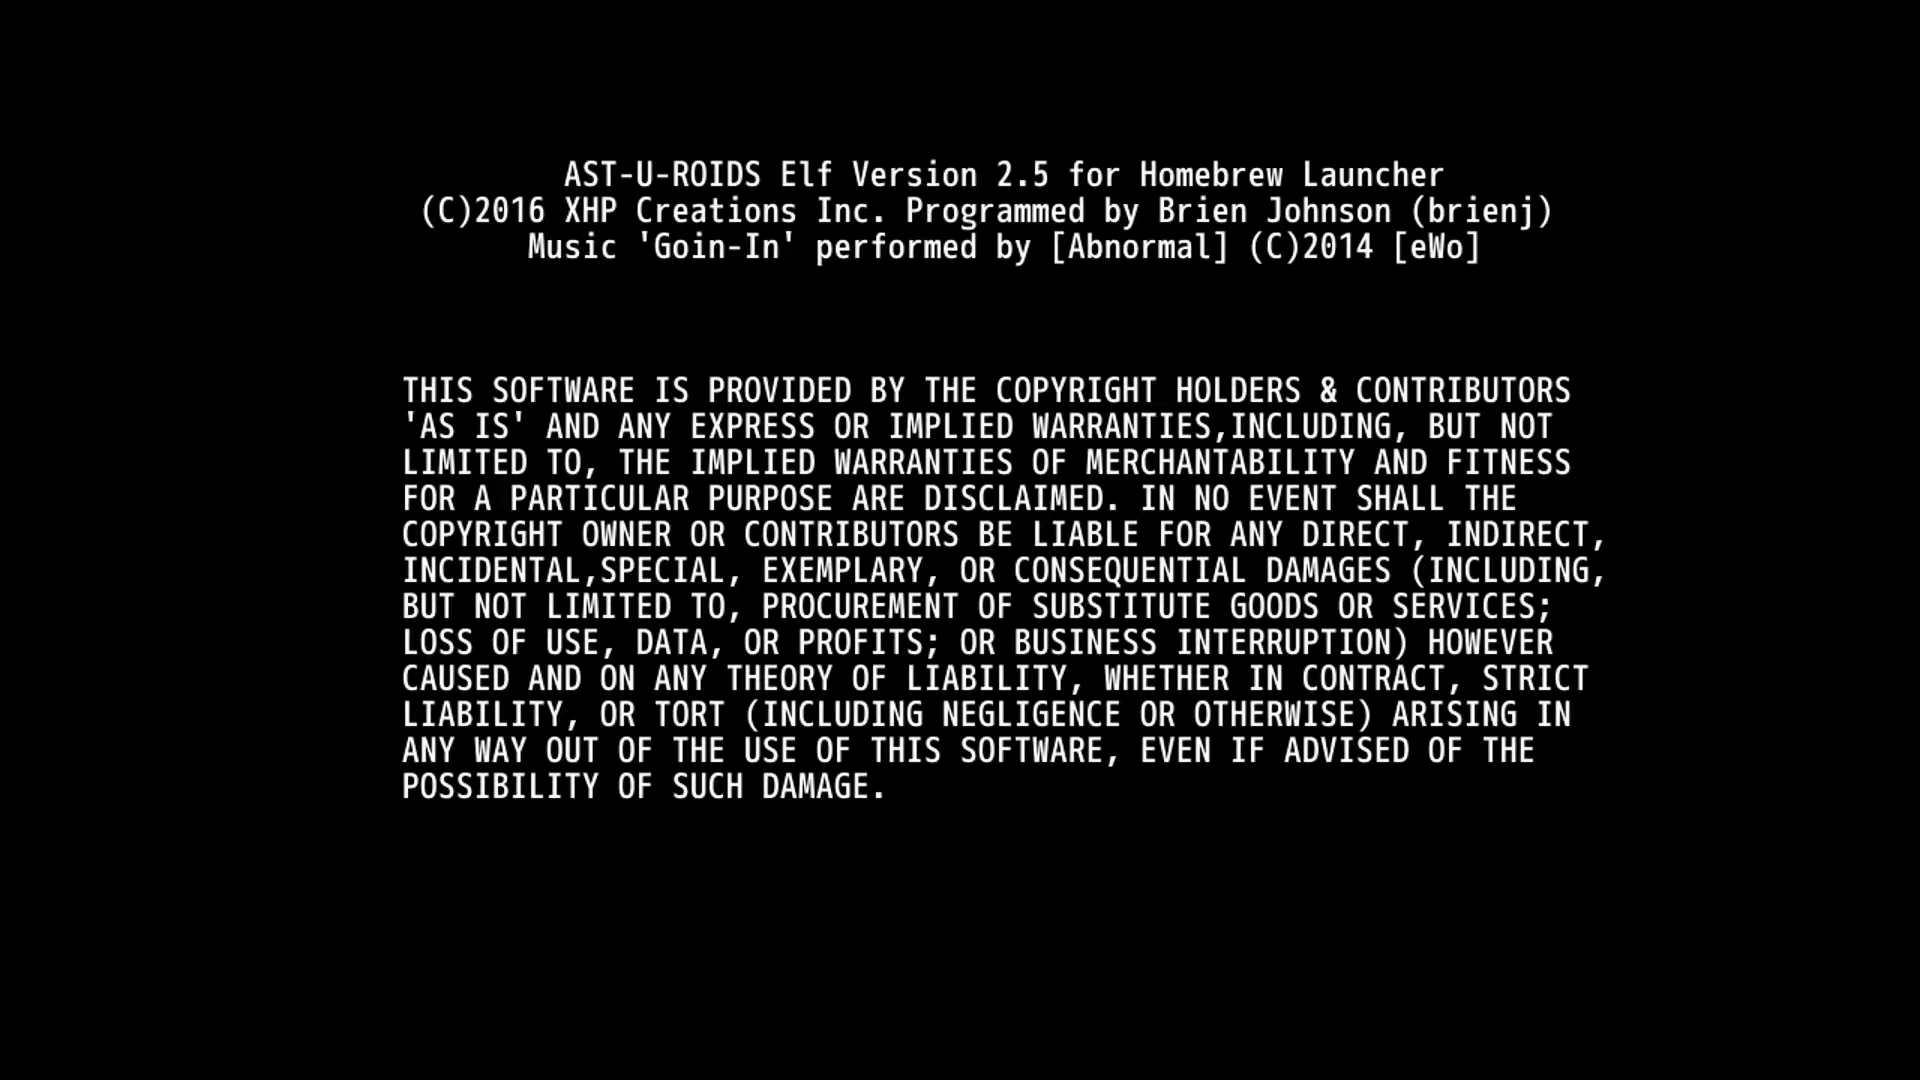 AST-U-ROIDS Elf Version 2.5 for Homebrew Launcher
(C)2016 XHP Creations Inc. Programmed by Brien Johnson (brienj)
Music 'Goin-In' performed by [Abnormal] (C)2014 [eWo]
THIS SOFTWARE IS PROVIDED BY THE COPYRIGHT HOLDERS & CONTRIBUTORS
'AS IS' AND ANY EXPRESS OR IMPLIED WARRANTIES,INCLUDING, BUT NOT
LIMITED TO, THE IMPLIED WARRANTIES OF MERCHANTABILITY AND FITNESS
FOR A PARTICULAR PURPOSE ARE DISCLAIMED. IN NO EVENT SHALL THE
COPYRIGHT OWNER OR CONTRIBUTORS BE LIABLE FOR ANY DIRECT, INDIRECT,
INCIDENTAL,SPECIAL, EXEMPLARY, OR CONSEQUENTIAL DAMAGES (INCLUDING,
BUT NOT LIMITED TO, PROCUREMENT OF SUBSTITUTE GOODS OR SERVICES;
LOSS OF USE, DATA, OR PROFITS; OR BUSINESS INTERRUPTION) HOWEVER
CAUSED AND ON ANY THEORY OF LIABILITY, WHETHER IN CONTRACT, STRICT
LIABILITY, OR TORT (INCLUDING NEGLIGENCE OR OTHERWISE) ARISING IN
ANY WAY OUT OF THE USE OF THIS SOFTWARE, EVEN IF ADVISED OF THE
POSSIBILITY OF SUCH DAMAGE.